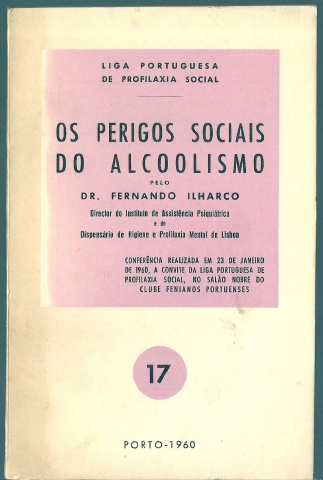 LIGA PORTUGUESA
DE PROFILAXIA SOCIAL
OS PERIGOS SOCIAIS
DO ALCOOLISMO
PELO
DR. FERNANDO ILHARCO
Director do Instituto de Assistência Psiquiátrica
e do
Dispensário de Higiene e Profilaxia Mental de Lisboa
CONFERÊNCIA REALIZADA EM 23 DE JANEIRO
DE 1960, A CONVITE DA LIGA PORTUGUESA DE
PROFILAXIA SOCIAL, NO SALÃO NOBRE DO
CLUBE FENIANOS PORTUENSES
17
PORTO-1960